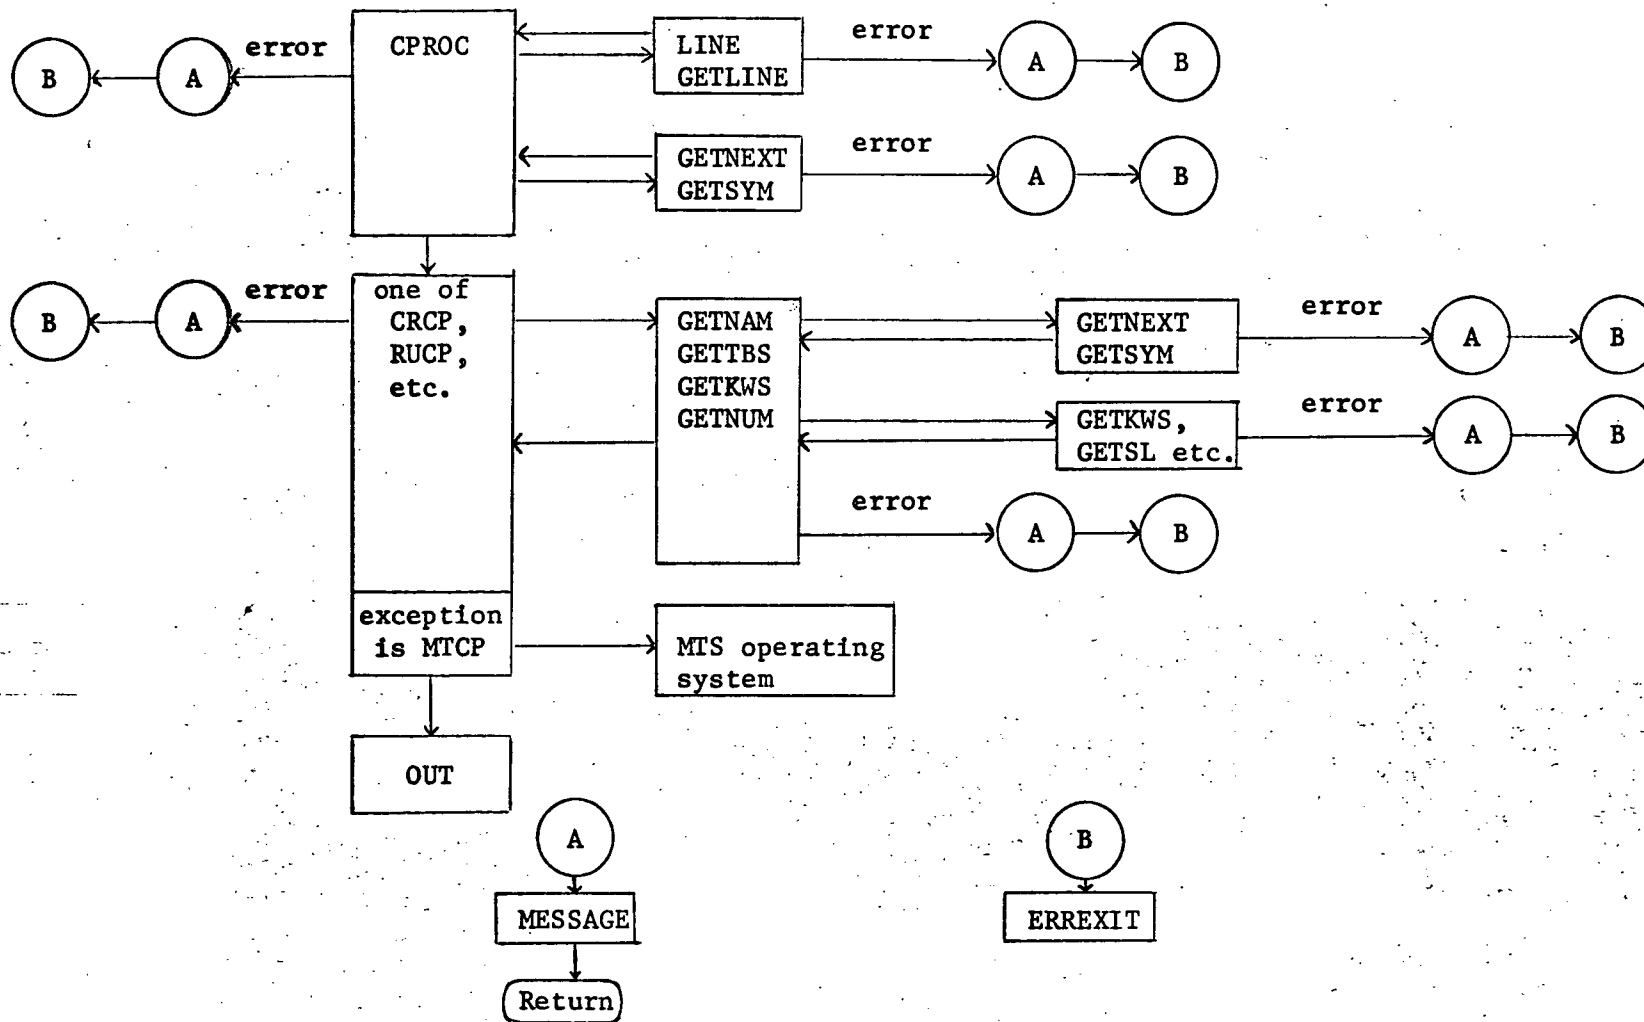 B
A
error
CPROC
LINE
GETLINE
error
A
B
GETNEXT
GETSYM
error
A
B
B
A
error
one of
CRCP,
RUCP,
etc.
GETNAM
GETTBS
GETKWS
GETNUM
GETNEXT
GETSYM
error
A
B
GETKWS,
GETSL etc.
error
A
B
error
A
B
exception
is MTCP
MTS operating
system
OUT
A
MESSAGE
Return
B
ERREXIT